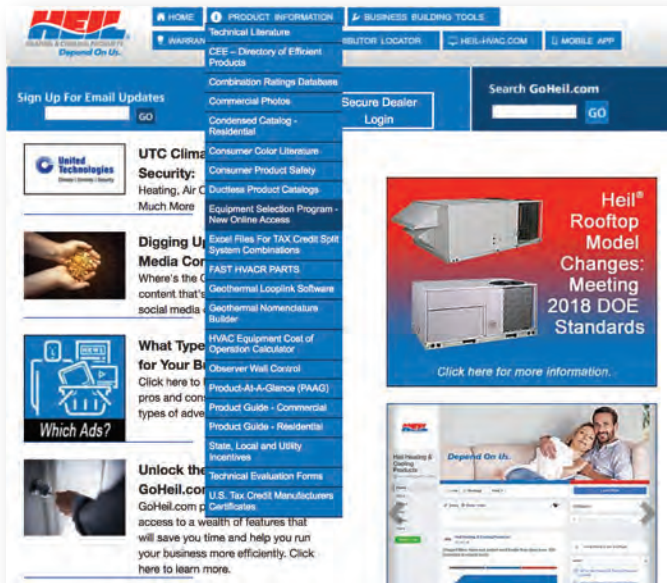 HEIL
HEATING & COOLING PRODUCTS
Depend On Us.
HOME
PRODUCT INFORMATION
BUSINESS BUILDING TOOLS
WARRAN
IBUTOR LOCATOR
HEIL-HVAC.COM
MOBILE APP
Technical Literature
CEE – Directory of Efficient
Products
Combination Ratings Database
Commercial Photos
Condensed Catalog -
Residential
Consumer Color Literature
Consumer Product Safety
Ductless Product Catalogs
Equipment Selection Program -
New Online Access
Excel Files For TAX Credit Split
System Combinations
FAST HVACR PARTS
Geothermal Looplink Software
Geothermal Nomenclature
Builder
HVAC Equipment Cost of
Operation Calculator
Observer Wall Control
Product-At-A-Glance (PAAG)
Product Guide - Commercial
Product Guide - Residential
State, Local and Utility
Incentives
Technical Evaluation Forms
U.S. Tax Credit Manufacturers
Certificates
Sign Up For Email Updates
GO
Secure Dealer
Login
Search GoHeil.com
GO
United
Technologies
UTC Clima
Security:
Heating, Air C
Much More
Digging Up
Media Con
Where's the G
content that's
social media
NEWS
Which Ads?
What Type
for Your Bu
Click here to l
pros and cons
types of adve
Unlock the
GoHeil.com
GoHeil.com p
access to a wealth of features that
will save you time and help you run
your business more efficiently. Click
here to learn more.
Heil®
Rooftop
Model
Changes:
Meeting
2018 DOE
Standards
Click here for more information.
HEIL
Depend On Us.
Heil Heating &
Cooling
Products